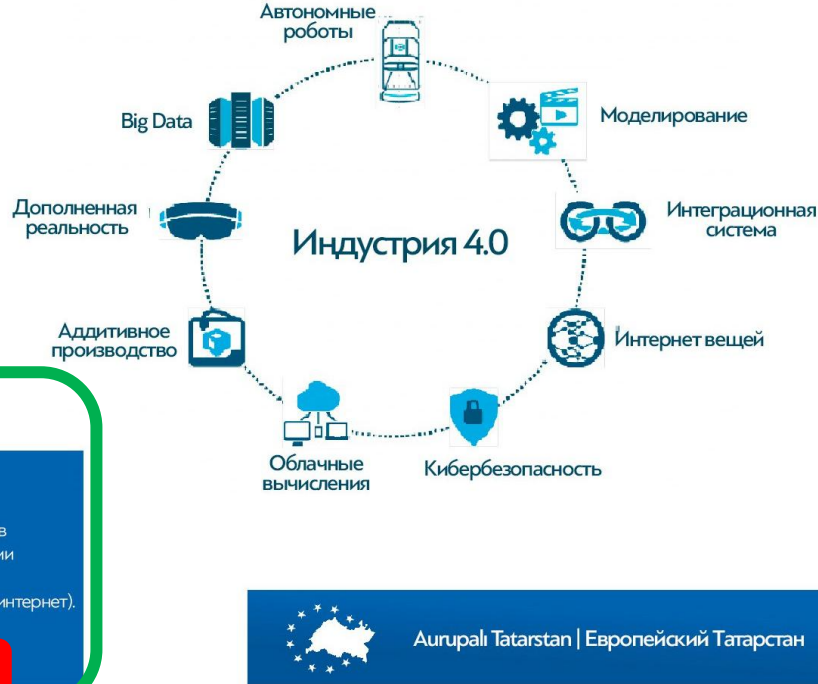 Автономные
роботы
Big Data
Моделирование
Дополненная
реальность
Интеграционная
система
Индустрия 4.0
Аддитивное
производство
Интернет вещей
Облачные
вычисления
Кибербезопасность
в
ии
интернет).
Aurupalı Tatarstan | Европейский Татарстан